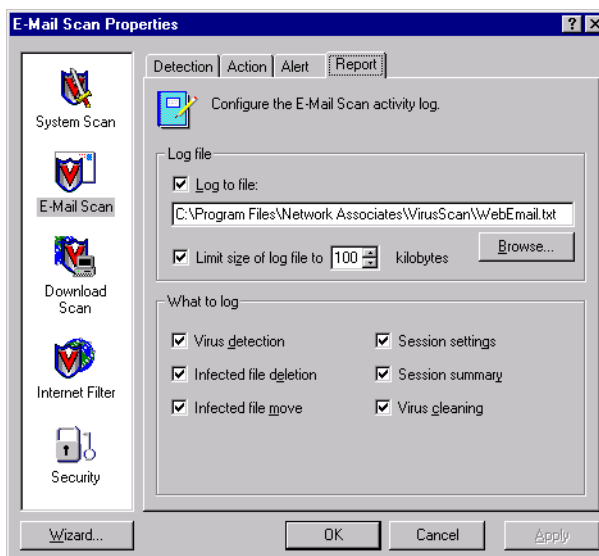 E-Mail Scan Properties
System Scan
E-Mail Scan
Download
Scan
Internet Filter
Security
Detection Action Alert Report
Configure the E-Mail Scan activity log.
Log file
Log to file:
C:\Program Files\Network Associates\VirusScan\WebEmail.txt
Limit size of log file to 100 kilobytes
Browse...
What to log
Virus detection
Session settings
Infected file deletion
Session summary
Infected file move
Virus cleaning
Wizard...
OK
Cancel
Apply